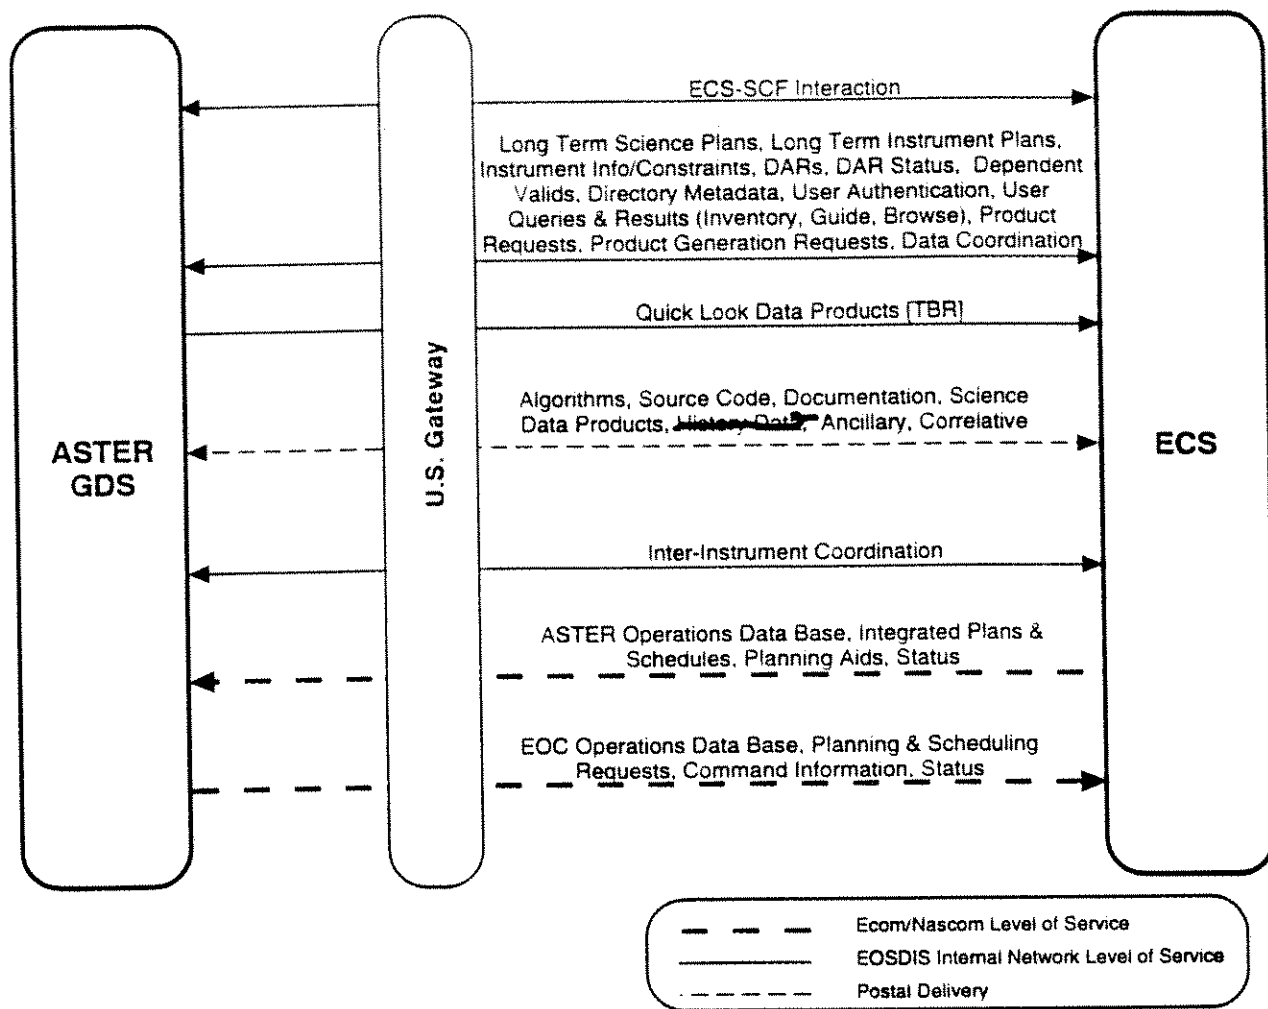 ECS-SCF Interaction
Long Term Science Plans, Long Term Instrument Plans,
Instrument Info/Constraints, DARs, DAR Status, Dependent
Valids, Directory Metadata, User Authentication, User
Queries & Results (Inventory, Guide, Browse), Product
Requests, Product Generation Requests, Data Coordination
Quick Look Data Products [TBR]
Algorithms, Source Code, Documentation, Science
Data Products, History Data, Ancillary, Correlative
ASTER
GDS
U.S. Gateway
ECS
Inter-Instrument Coordination
ASTER Operations Data Base, Integrated Plans &
Schedules, Planning Aids, Status
EOC Operations Data Base, Planning & Scheduling
Requests, Command Information, Status
Ecom/Nascom Level of Service
EOSDIS Internal Network Level of Service
Postal Delivery